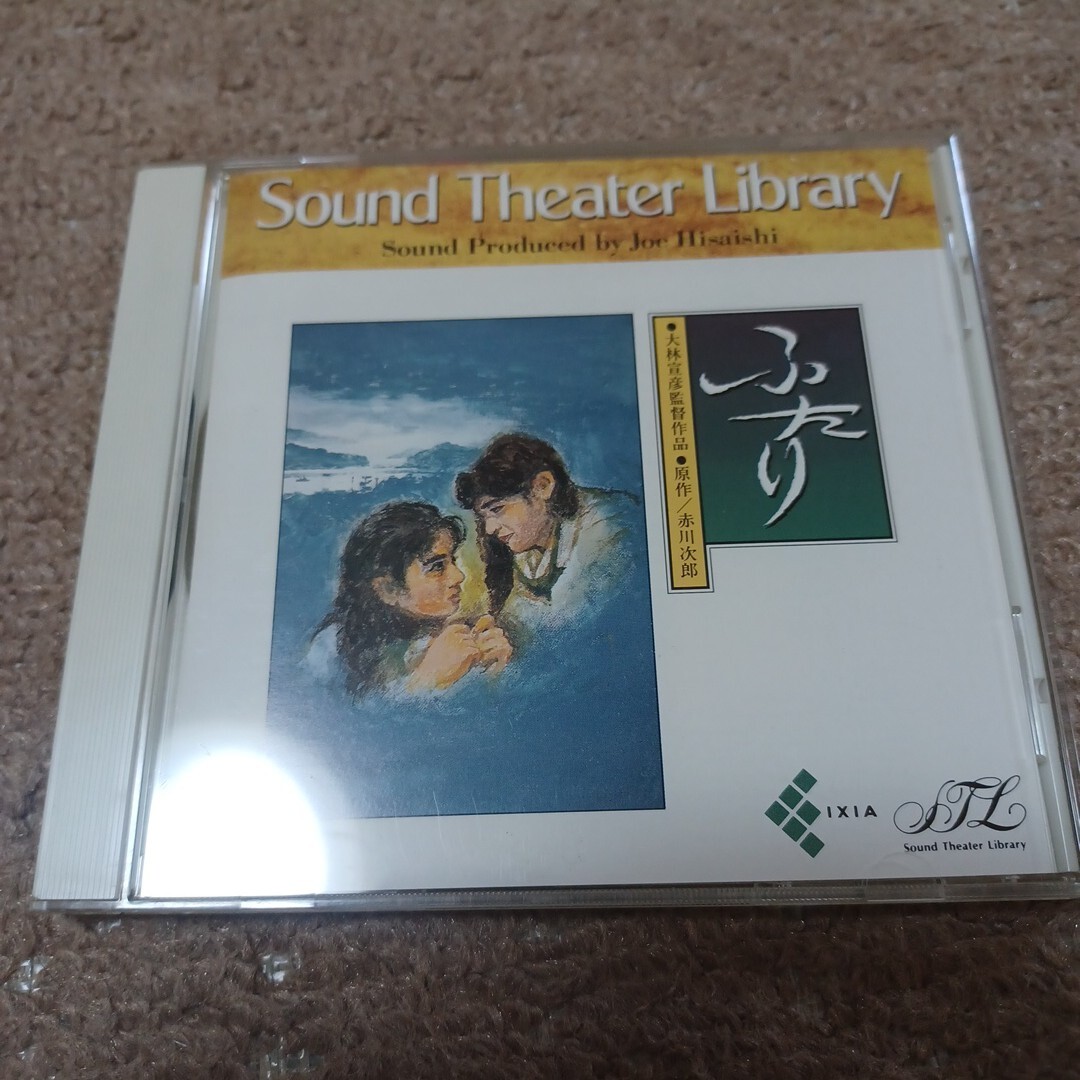 Sound Theater Library
Sound Produced by Joe Hisaishi
ふたり
●大林宣彦監督作品●原作/赤川次郎
IXIA
STL
Sound Theater Library